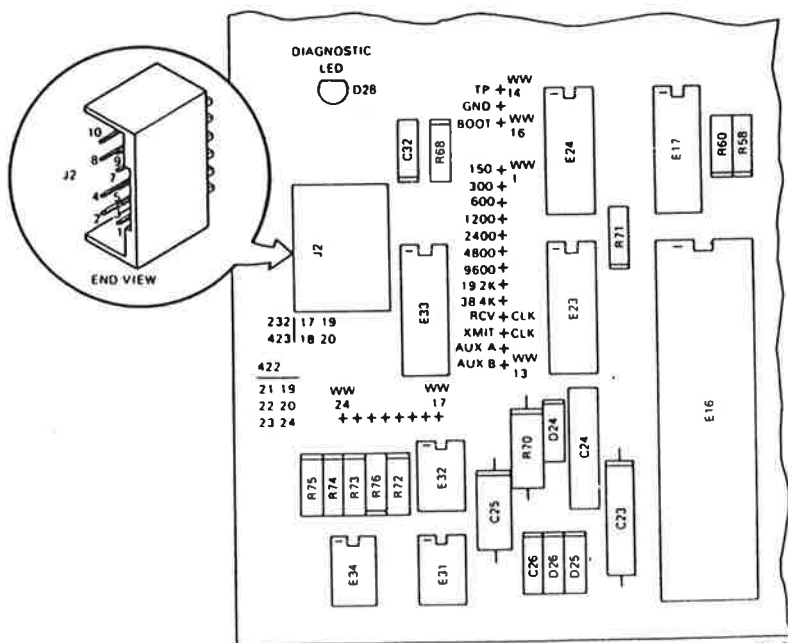 DIAGNOSTIC
LED
D28
TP + WW
14
GND +
BOOT + WW
16
150 + WW
1
300 +
600 +
1200 +
2400 +
4800 +
9600 +
19 2K +
38 4K +
RCV + CLK
XMIT + CLK
AUX A +
AUX B + WW
13
10
8
9
7
J2
4
5
2
1
END VIEW
J2
C32
R68
E24
E17
R60
R58
R71
E33
E23
E16
232 17 19
423 18 20
422
21 19
22 20
23 24
WW
24
WW
17
+ + + + + + + +
R75
R74
R73
R76
R72
E32
C25
R70
D24
C24
C23
E34
E31
C26
D26
D25